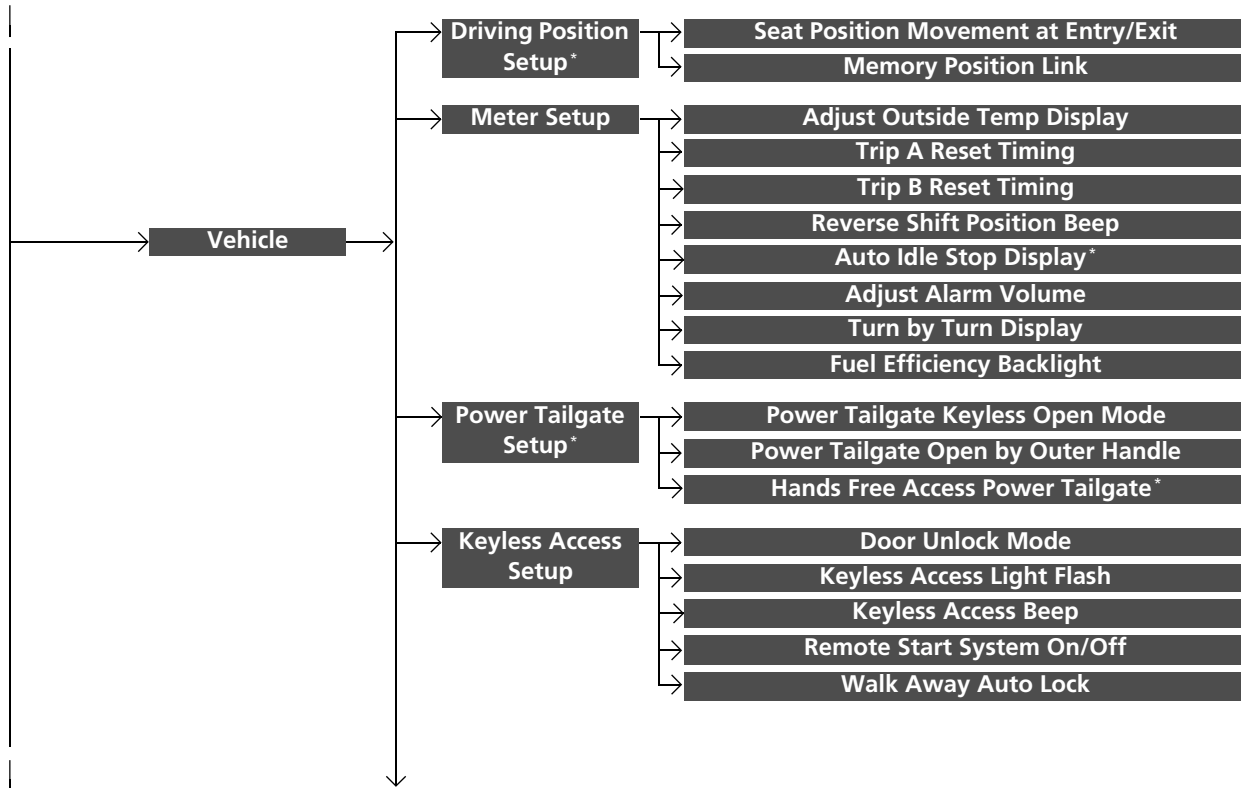 Vehicle
Driving Position
Setup*
Seat Position Movement at Entry/Exit
Memory Position Link
Meter Setup
Adjust Outside Temp Display
Trip A Reset Timing
Trip B Reset Timing
Reverse Shift Position Beep
Auto Idle Stop Display*
Adjust Alarm Volume
Turn by Turn Display
Fuel Efficiency Backlight
Power Tailgate
Setup*
Power Tailgate Keyless Open Mode
Power Tailgate Open by Outer Handle
Hands Free Access Power Tailgate*
Keyless Access
Setup
Door Unlock Mode
Keyless Access Light Flash
Keyless Access Beep
Remote Start System On/Off
Walk Away Auto Lock